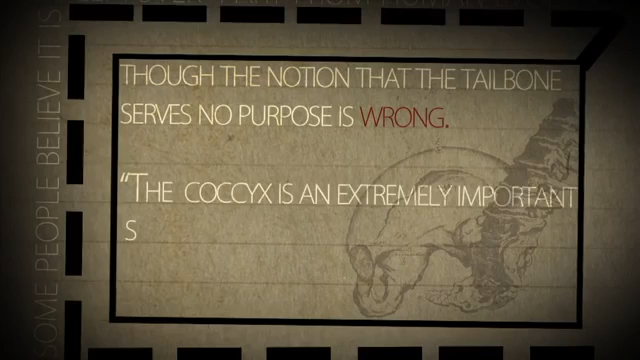 THOUGH THE NOTION THAT THE TAILBONE
SERVES NO PURPOSE IS WRONG.
“THE COCCYX IS AN EXTREMELY IMPORTANT
S
SOME PEOPLE BELIEVE IT IS